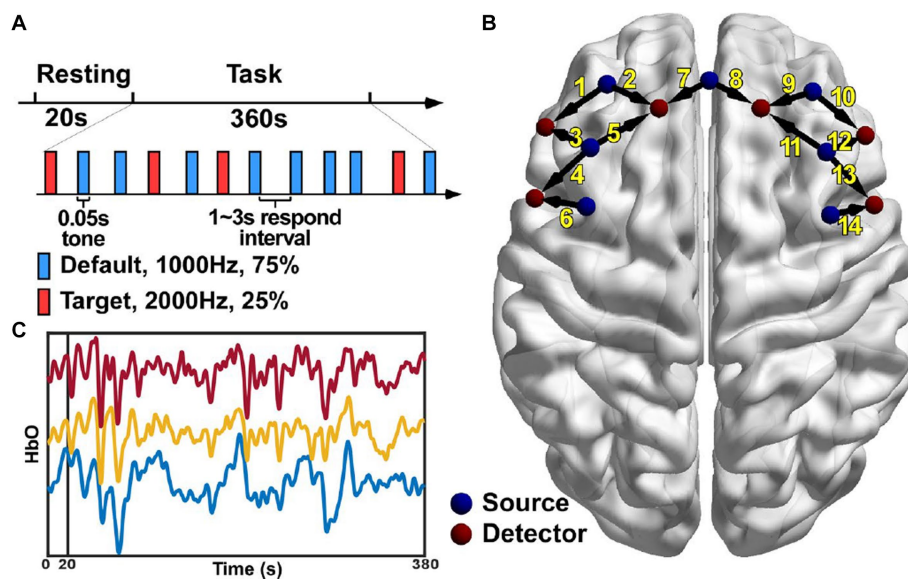 A
Resting
Task
20s
360s
0.05s
tone
1~3s respond
interval
Default, 1000Hz, 75%
Target, 2000Hz, 25%
B
1
2
7
8
9
10
3
5
11
12
4
13
6
14
Source
Detector
C
HbO
0 20
Time (s)
380